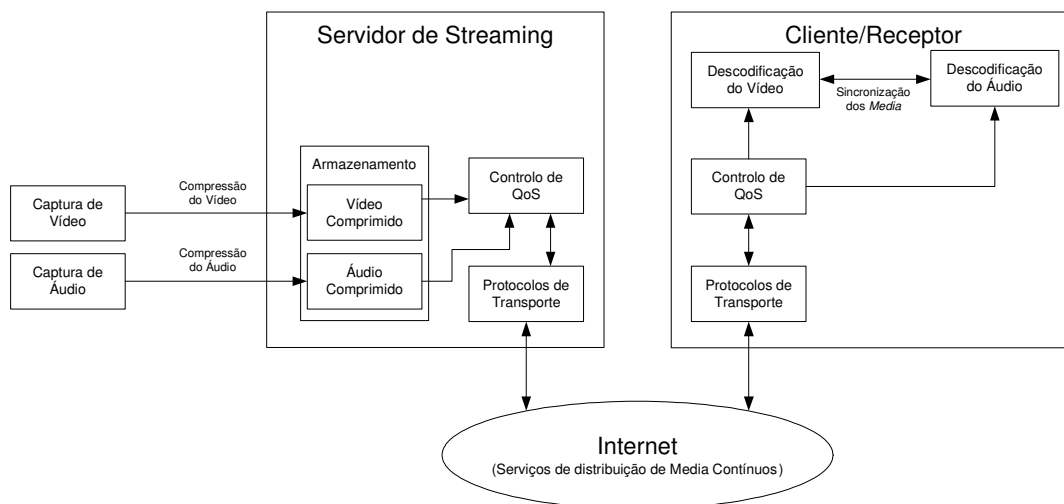 Servidor de Streaming
Captura de
Vídeo
Captura de
Áudio
Compressão
do Vídeo
Compressão
do Áudio
Armazenamento
Vídeo
Comprimido
Áudio
Comprimido
Controlo de
QoS
Protocolos de
Transporte
Cliente/Receptor
Descodificação
do Vídeo
Sincronização
dos Media
Descodificação
do Áudio
Controlo de
QoS
Protocolos de
Transporte
Internet
(Serviços de distribuição de Media Contínuos)